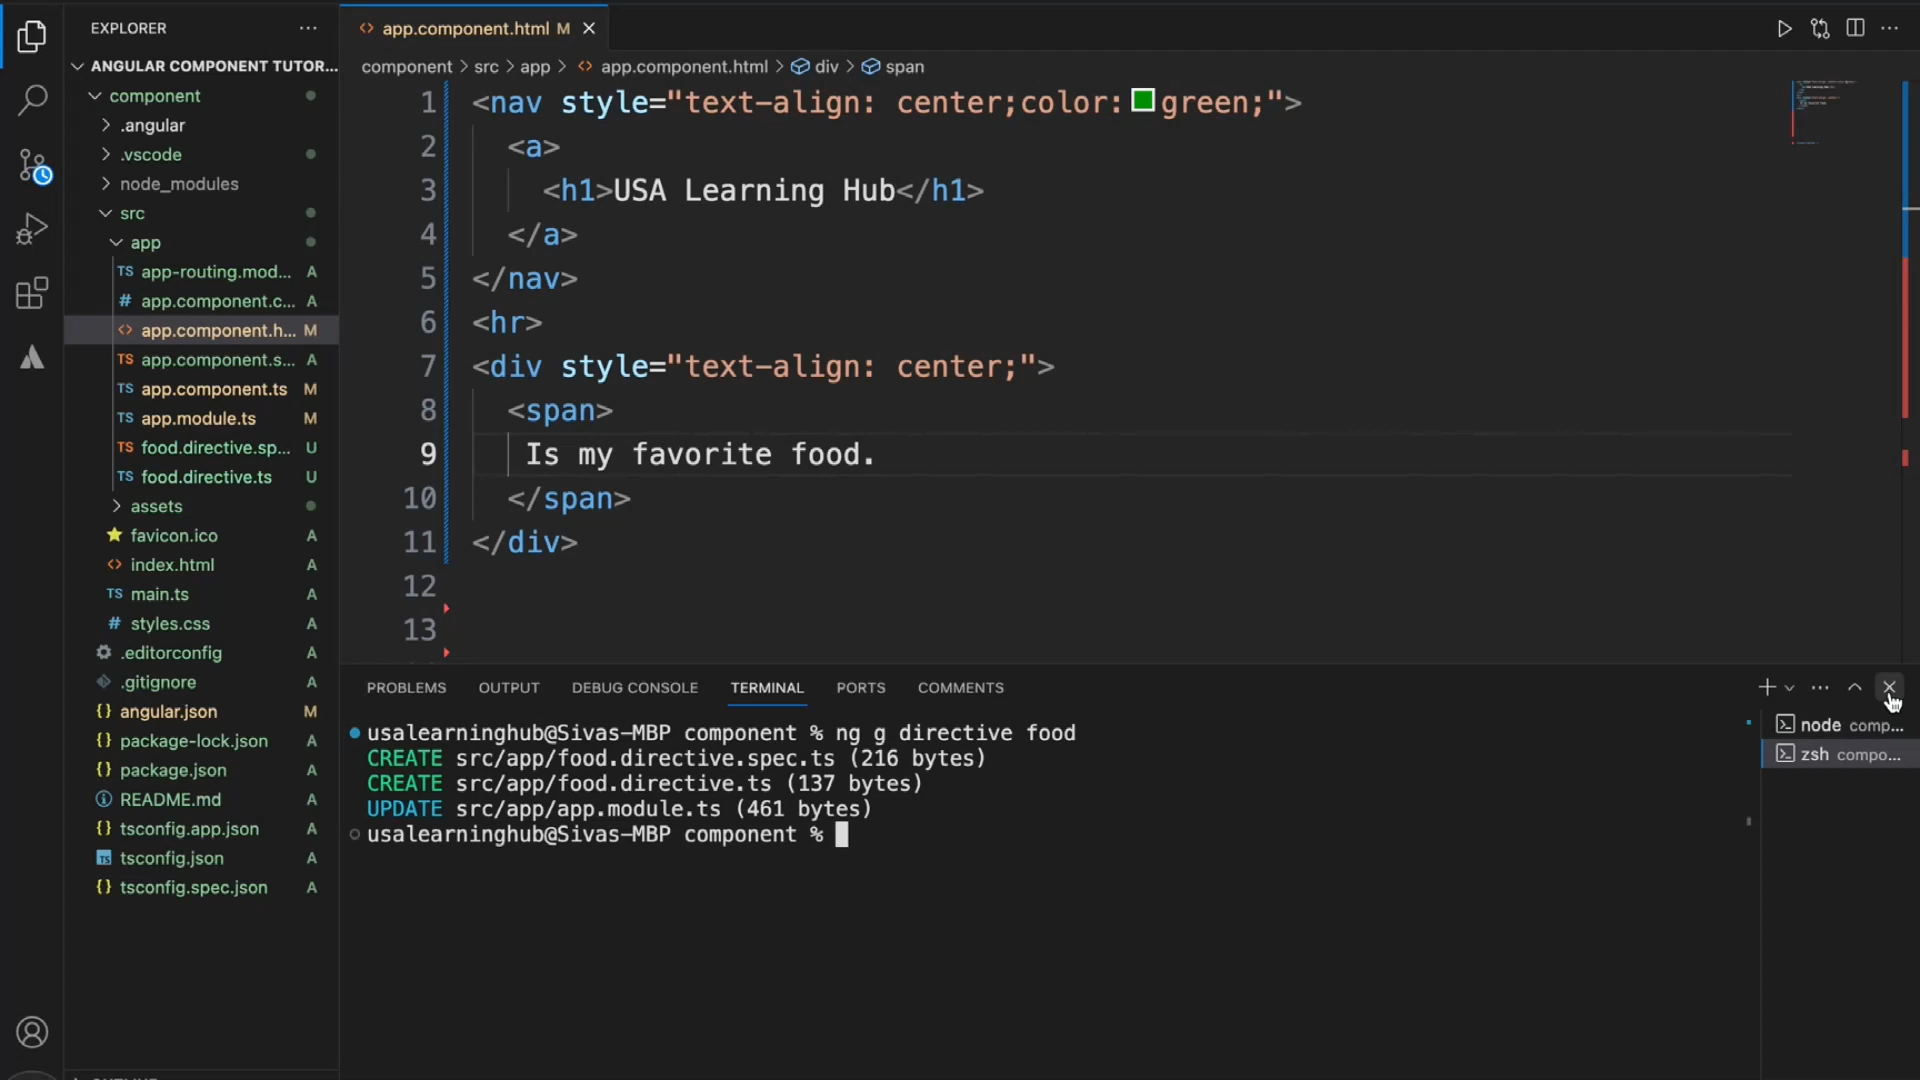 EXPLORER
ANGULAR COMPONENT TUTOR...
component
.angular
.vscode
node_modules
src
app
TS app-routing.mod... A
# app.component.c... A
<> app.component.h... M
TS app.component.s... A
TS app.component.ts M
TS app.module.ts M
TS food.directive.sp... U
TS food.directive.ts U
assets
favicon.ico A
<> index.html A
TS main.ts A
# styles.css A
.editorconfig A
.gitignore A
{} angular.json M
{} package-lock.json A
{} package.json A
README.md A
{} tsconfig.app.json A
TS tsconfig.json A
{} tsconfig.spec.json A
<> app.component.html M
component > src > app > <> app.component.html > div > span
1 <nav style="text-align: center;color:green;">
2 <a>
3 <h1>USA Learning Hub</h1>
4 </a>
5 </nav>
6 <hr>
7 <div style="text-align: center;">
8 <span>
9 Is my favorite food.
10 </span>
11 </div>
12
13
PROBLEMS OUTPUT DEBUG CONSOLE TERMINAL PORTS COMMENTS
usalearninghub@Sivas-MBP component % ng g directive food
CREATE src/app/food.directive.spec.ts (216 bytes)
CREATE src/app/food.directive.ts (137 bytes)
UPDATE src/app/app.module.ts (461 bytes)
usalearninghub@Sivas-MBP component %
node comp...
zsh compo...